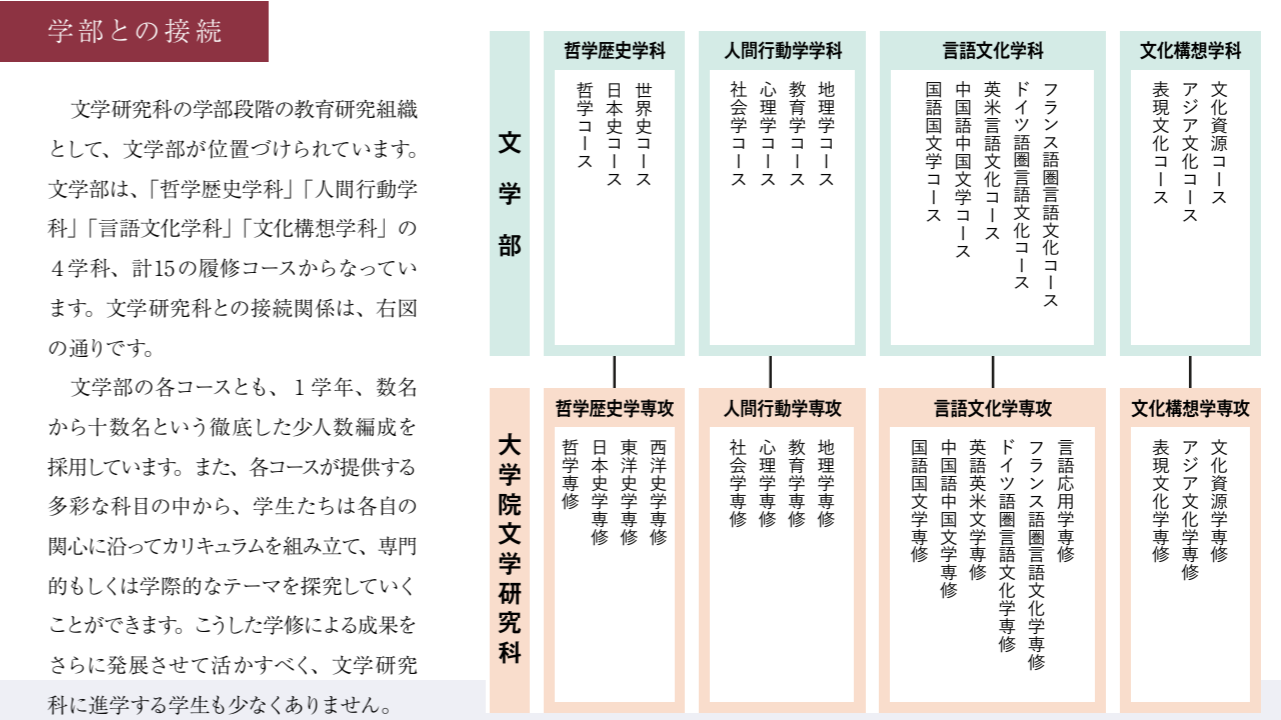 学部との接続
　文学研究科の学部段階の教育研究組織
として、文学部が位置づけられています。
文学部は、「哲学歴史学科」「人間行動学
科」「言語文化学科」「文化構想学科」の
４学科、計15の履修コースからなってい
ます。文学研究科との接続関係は、右図
の通りです。
　文学部の各コースとも、１学年、数名
から十数名という徹底した少人数編成を
採用しています。また、各コースが提供する
多彩な科目の中から、学生たちは各自の
関心に沿ってカリキュラムを組み立て、専門
的もしくは学際的なテーマを探究していく
ことができます。こうした学修による成果を
さらに発展させて活かすべく、文学研究
科に進学する学生も少なくありません。
文学部
哲学歴史学科
世界史コース
日本史コース
哲学コース
人間行動学学科
地理学コース
教育学コース
心理学コース
社会学コース
言語文化学科
フランス語圏言語文化コース
ドイツ語圏言語文化コース
英米言語文化コース
中国語中国文学コース
国語国文学コース
文化構想学科
文化資源コース
アジア文化コース
表現文化コース
大学院文学研究科
哲学歴史学専攻
西洋史学専修
東洋史学専修
日本史学専修
哲学専修
人間行動学専攻
地理学専修
教育学専修
心理学専修
社会学専修
言語文化学専攻
言語応用学専修
フランス語圏言語文化学専修
ドイツ語圏言語文化学専修
英語英米文学専修
中国語中国文学専修
国語国文学専修
文化構想学専攻
文化資源学専修
アジア文化学専修
表現文化学専修